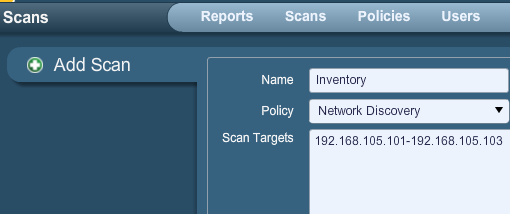 Scans Reports Scans Policies Users
Add Scan
Name Inventory
Policy Network Discovery
Scan Targets 192.168.105.101-192.168.105.103